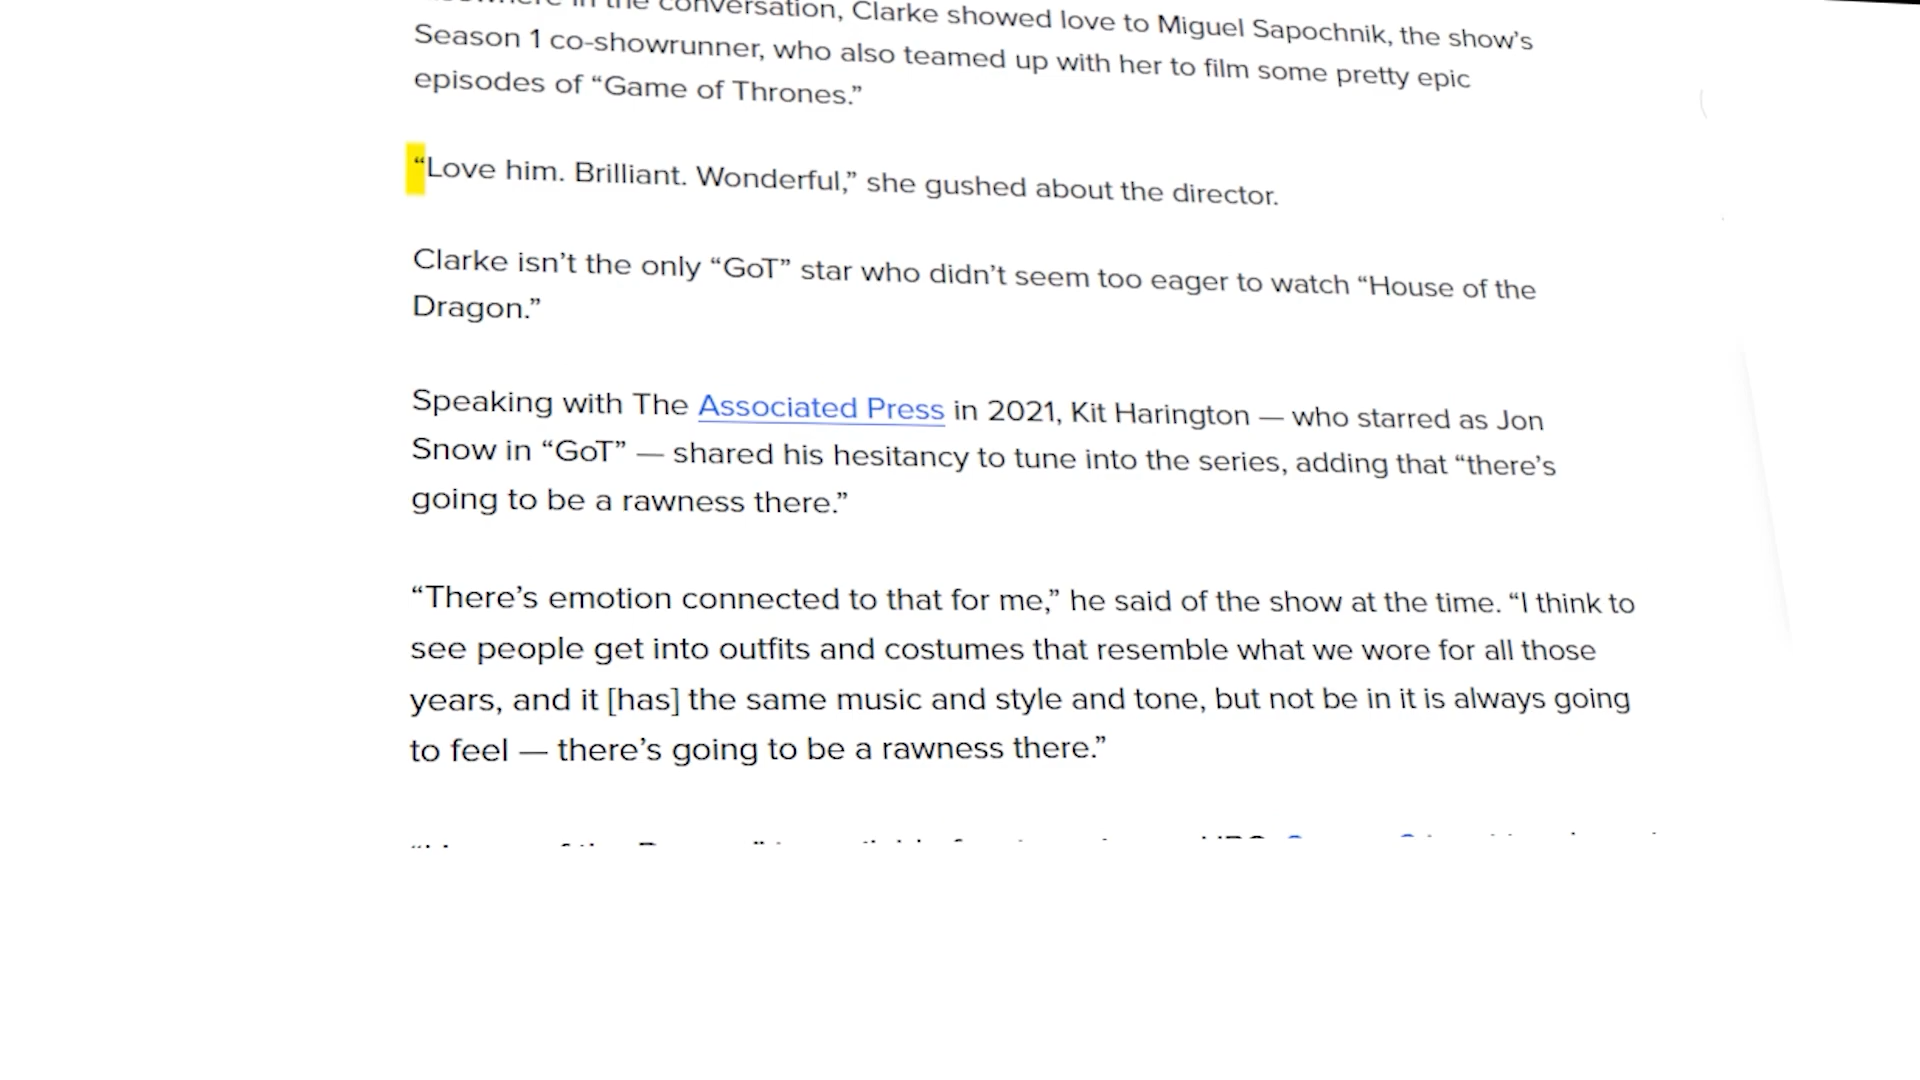 in the conversation, Clarke showed love to Miguel Sapochnik, the show’s
Season 1 co-showrunner, who also teamed up with her to film some pretty epic
episodes of “Game of Thrones.”
“Love him. Brilliant. Wonderful,” she gushed about the director.
Clarke isn’t the only “GoT” star who didn’t seem too eager to watch “House of the
Dragon.”
Speaking with The Associated Press in 2021, Kit Harington — who starred as Jon
Snow in “GoT” — shared his hesitancy to tune into the series, adding that “there’s
going to be a rawness there.”
“There’s emotion connected to that for me,” he said of the show at the time. “I think to
see people get into outfits and costumes that resemble what we wore for all those
years, and it [has] the same music and style and tone, but not be in it is always going
to feel — there’s going to be a rawness there.”